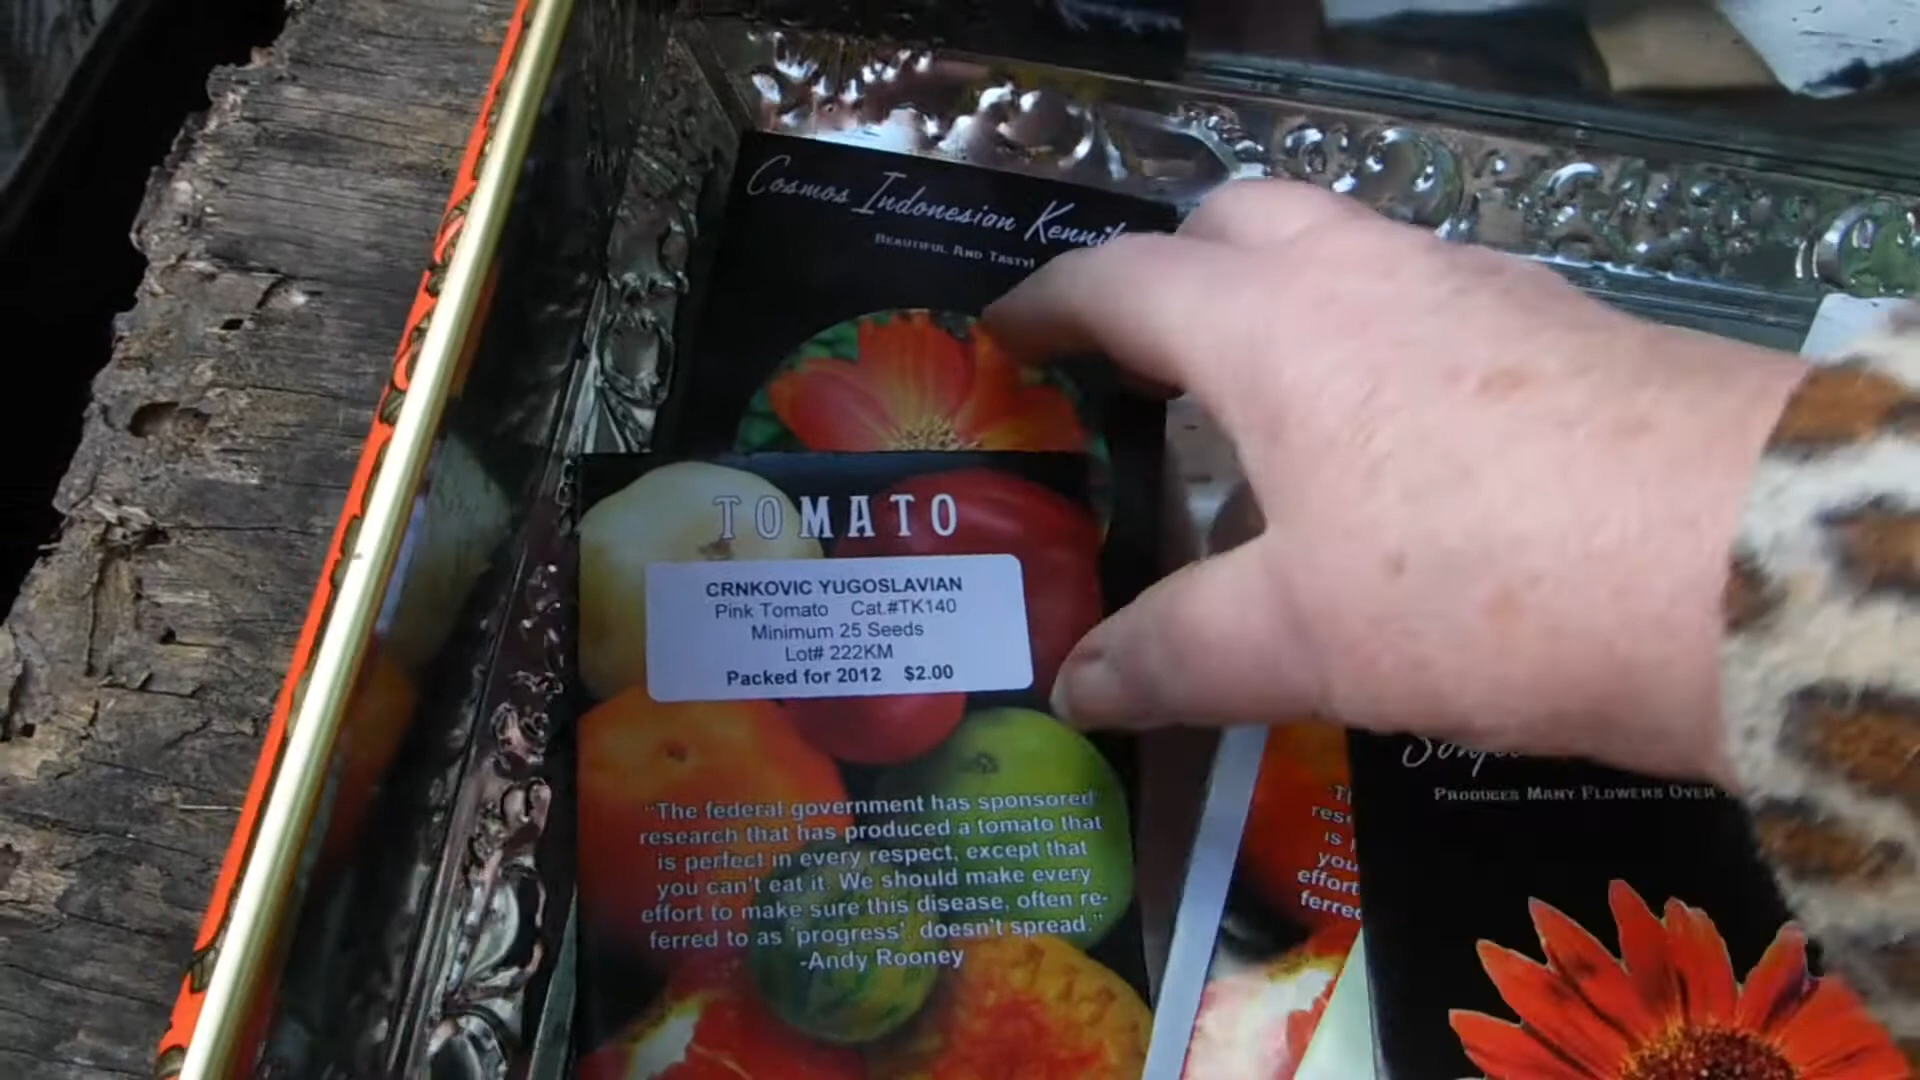 Cosmos Indonesian
BEAUTIFUL AND TASTY!
TOMATO
CRNKOVIC YUGOSLAVIAN
Pink Tomato Cat.#TK140
Minimum 25 Seeds
Lot# 222KM
Packed for 2012 $2.00
"The federal government has sponsored
research that has produced a tomato that
is perfect in every respect, except that
you can't eat it. We should make every
effort to make sure this disease, often re-
ferred to as 'progress', doesn't spread."
-Andy Rooney
is
you
effort
PRODUCES MANY FLOWERS OVER